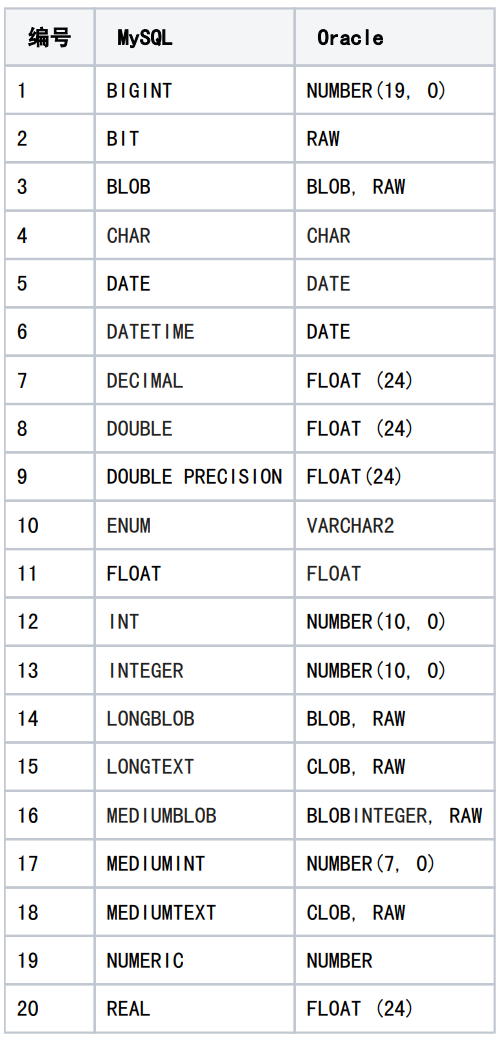 编号 MySQL Oracle
1 BIGINT NUMBER(19, 0)
2 BIT RAW
3 BLOB BLOB, RAW
4 CHAR CHAR
5 DATE DATE
6 DATETIME DATE
7 DECIMAL FLOAT (24)
8 DOUBLE FLOAT (24)
9 DOUBLE PRECISION FLOAT(24)
10 ENUM VARCHAR2
11 FLOAT FLOAT
12 INT NUMBER(10, 0)
13 INTEGER NUMBER(10, 0)
14 LONGBLOB BLOB, RAW
15 LONGTEXT CLOB, RAW
16 MEDIUMBLOB BLOBINTEGER, RAW
17 MEDIUMINT NUMBER(7, 0)
18 MEDIUMTEXT CLOB, RAW
19 NUMERIC NUMBER
20 REAL FLOAT (24)